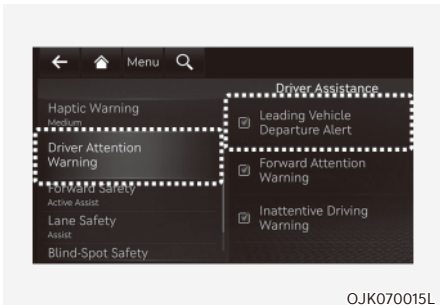 Menu
Driver Assistance
Haptic Warning
Medium
Driver Attention
Warning
Forward Safety
Active Assist
Lane Safety
Assist
Blind-Spot Safety
Leading Vehicle
Departure Alert
Forward Attention
Warning
Inattentive Driving
Warning
OJK070015L